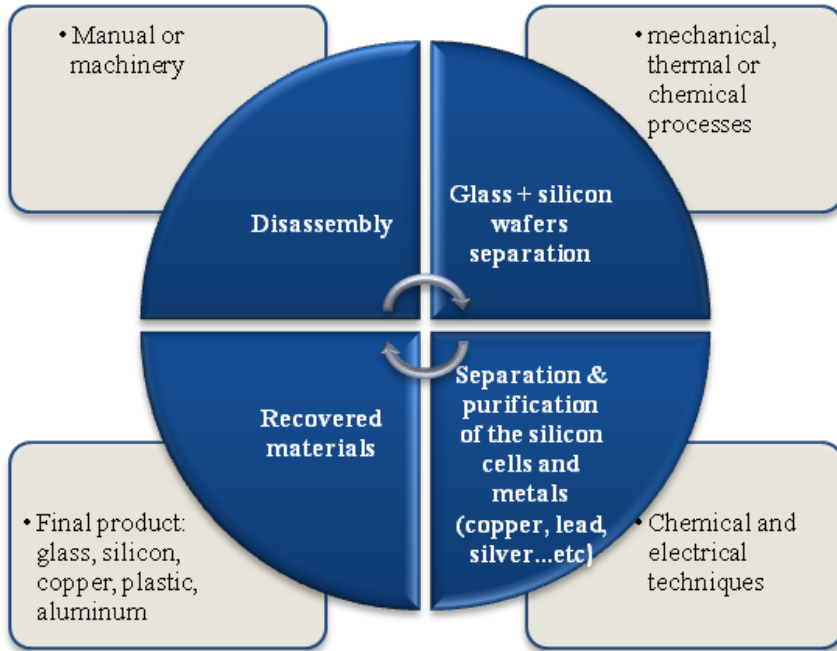 • Manual or
machinery
• mechanical,
thermal or
chemical
processes
Disassembly
Glass + silicon
wafers
separation
Recovered
materials
Separation &
purification
of the silicon
cells and
metals
(copper, lead,
silver...etc)
• Final product:
glass, silicon,
copper, plastic,
aluminum
• Chemical and
electrical
techniques